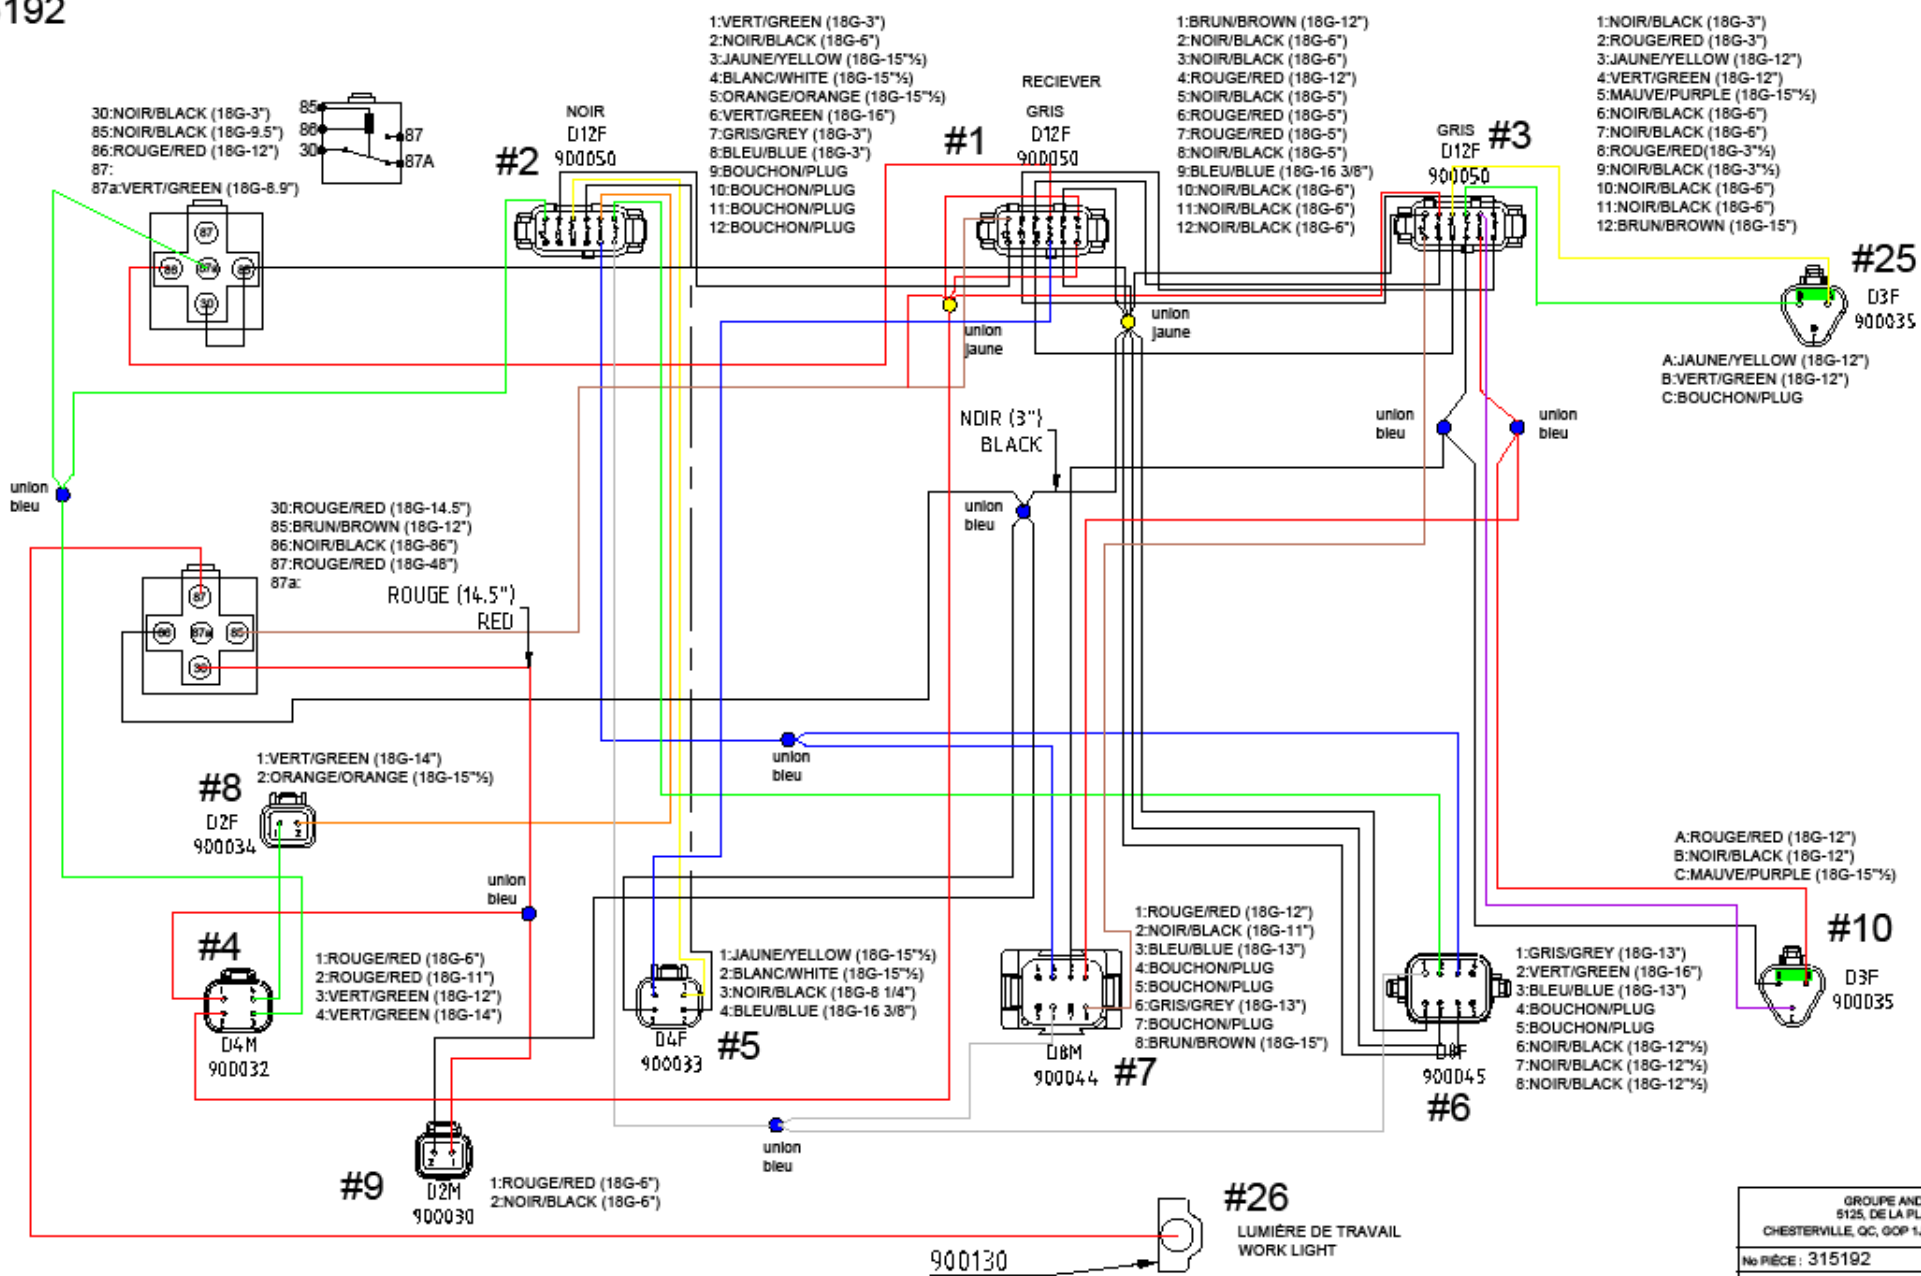 192
1:VERT/GREEN (18G-3")
2:NOIR/BLACK (18G-6")
3:JAUNE/YELLOW (18G-15"½)
4:BLANC/WHITE (18G-15"½)
5:ORANGE/ORANGE (18G-15"½)
6:VERT/GREEN (18G-16")
7:GRIS/GREY (18G-3")
8:BLEU/BLUE (18G-3")
9:BOUCHON/PLUG
10:BOUCHON/PLUG
11:BOUCHON/PLUG
12:BOUCHON/PLUG
1:BRUN/BROWN (18G-12")
2:NOIR/BLACK (18G-6")
3:NOIR/BLACK (18G-6")
4:ROUGE/RED (18G-12")
5:NOIR/BLACK (18G-5")
6:ROUGE/RED (18G-5")
7:ROUGE/RED (18G-5")
8:NOIR/BLACK (18G-5")
9:BLEU/BLUE (18G-16 3/8")
10:NOIR/BLACK (18G-6")
11:NOIR/BLACK (18G-6")
12:NOIR/BLACK (18G-6")
1:NOIR/BLACK (18G-3")
2:ROUGE/RED (18G-3")
3:JAUNE/YELLOW (18G-12")
4:VERT/GREEN (18G-12")
5:MAUVE/PURPLE (18G-15"½)
6:NOIR/BLACK (18G-6")
7:NOIR/BLACK (18G-6")
8:ROUGE/RED(18G-3"½)
9:NOIR/BLACK (18G-3"½)
10:NOIR/BLACK (18G-6")
11:NOIR/BLACK (18G-6")
12:BRUN/BROWN (18G-15")
30:NOIR/BLACK (18G-3")
85:NOIR/BLACK (18G-9.5")
86:ROUGE/RED (18G-12")
87:
87a:VERT/GREEN (18G-8.9")
85
86
30
87
87A
#2
NOIR
D12F
900050
RECIEVER
#1
GRIS
D12F
900050
GRIS
#3
D12F
900050
87
86
87a
85
30
#25
D3F
900035
A:JAUNE/YELLOW (18G-12")
B:VERT/GREEN (18G-12")
C:BOUCHON/PLUG
union
jaune
union
jaune
NOIR (3")
BLACK
union
bleu
union
bleu
union
bleu
union
bleu
30:ROUGE/RED (18G-14.5")
85:BRUN/BROWN (18G-12")
86:NOIR/BLACK (18G-86")
87:ROUGE/RED (18G-48")
87a:
ROUGE (14.5")
RED
87
86
87a
85
30
union
bleu
1:VERT/GREEN (18G-14")
2:ORANGE/ORANGE (18G-15"½)
#8
D2F
900034
1 2
union
bleu
#4
1:ROUGE/RED (18G-6")
2:ROUGE/RED (18G-11")
3:VERT/GREEN (18G-12")
4:VERT/GREEN (18G-14")
D4M
900032
1:JAUNE/YELLOW (18G-15"½)
2:BLANC/WHITE (18G-15"½)
3:NOIR/BLACK (18G-8 1/4")
4:BLEU/BLUE (18G-16 3/8")
D4F
900033
#5
1:ROUGE/RED (18G-12")
2:NOIR/BLACK (18G-11")
3:BLEU/BLUE (18G-13")
4:BOUCHON/PLUG
5:BOUCHON/PLUG
6:GRIS/GREY (18G-13")
7:BOUCHON/PLUG
8:BRUN/BROWN (18G-15")
D8M
900044
#7
1:GRIS/GREY (18G-13")
2:VERT/GREEN (18G-16")
3:BLEU/BLUE (18G-13")
4:BOUCHON/PLUG
5:BOUCHON/PLUG
6:NOIR/BLACK (18G-12"½)
7:NOIR/BLACK (18G-12"½)
8:NOIR/BLACK (18G-12"½)
D8F
900045
#6
A:ROUGE/RED (18G-12")
B:NOIR/BLACK (18G-12")
C:MAUVE/PURPLE (18G-15"½)
#10
D3F
900035
union
bleu
2 1
#9
D2M
900030
1:ROUGE/RED (18G-6")
2:NOIR/BLACK (18G-6")
#26
LUMIÈRE DE TRAVAIL
WORK LIGHT
900130
GROUPE AND
5125, DE LA PL
CHESTERVILLE, QC, GOP 1
No PIÈCE : 315192